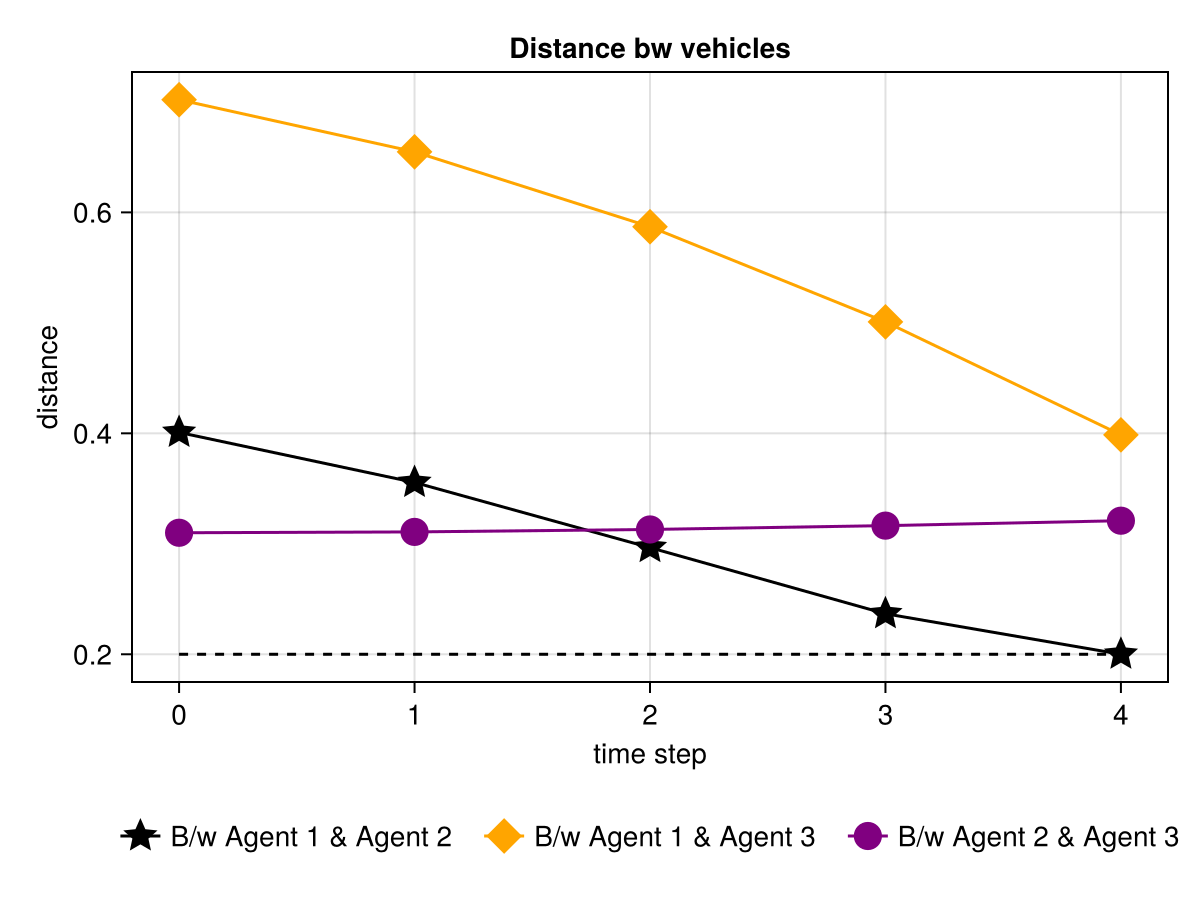 Distance bw vehicles
distance
0.6
0.4
0.2
0 1 2 3 4
time step
B/w Agent 1 & Agent 2 B/w Agent 1 & Agent 3 B/w Agent 2 & Agent 3